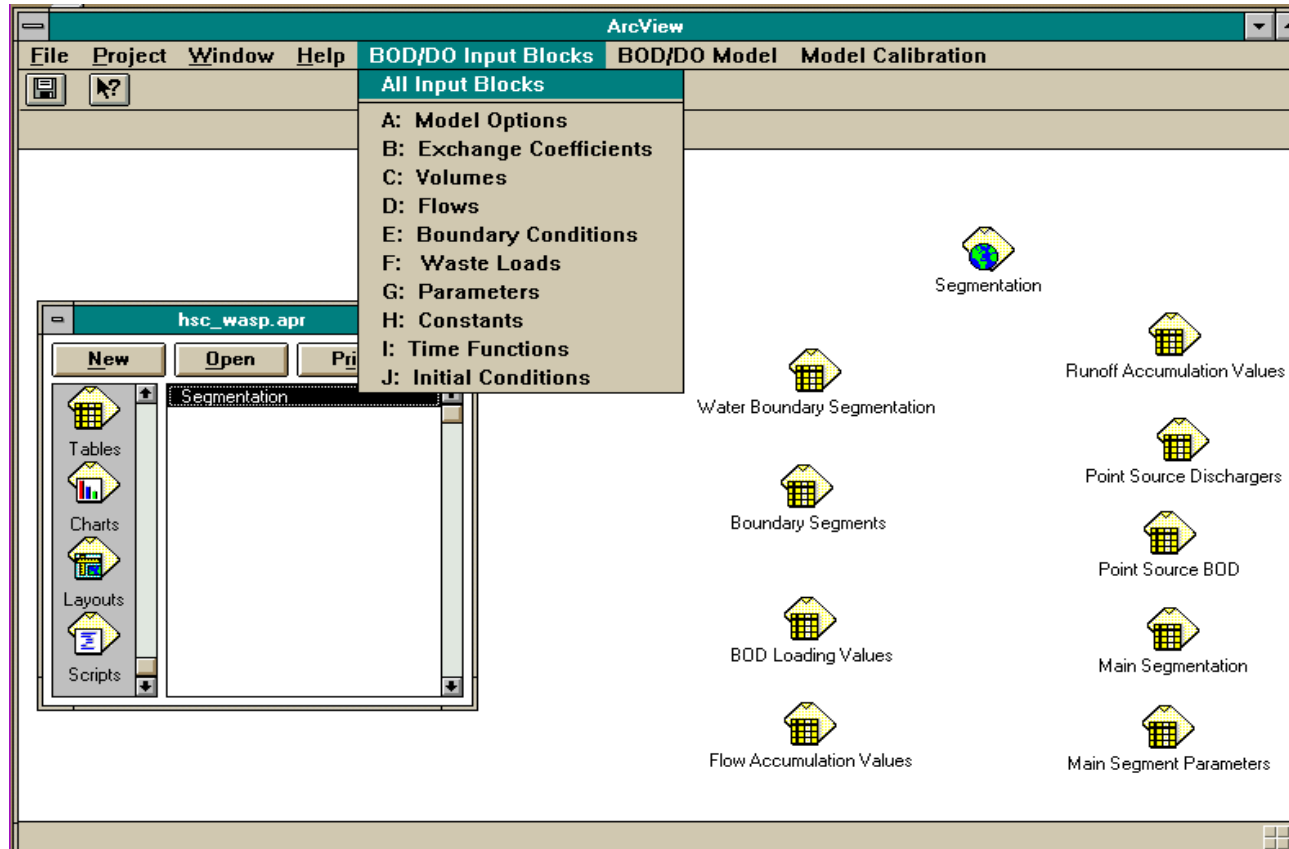 ArcView
File Project Window Help BOD/DO Input Blocks BOD/DO Model Model Calibration
All Input Blocks
A: Model Options
B: Exchange Coefficients
C: Volumes
D: Flows
E: Boundary Conditions
F: Waste Loads
G: Parameters
H: Constants
I: Time Functions
J: Initial Conditions
hsc_wasp.apr
New Open Pri
Segmentation
Tables
Charts
Layouts
Scripts
Segmentation
Runoff Accumulation Values
Water Boundary Segmentation
Point Source Dischargers
Boundary Segments
Point Source BOD
BOD Loading Values
Main Segmentation
Flow Accumulation Values
Main Segment Parameters